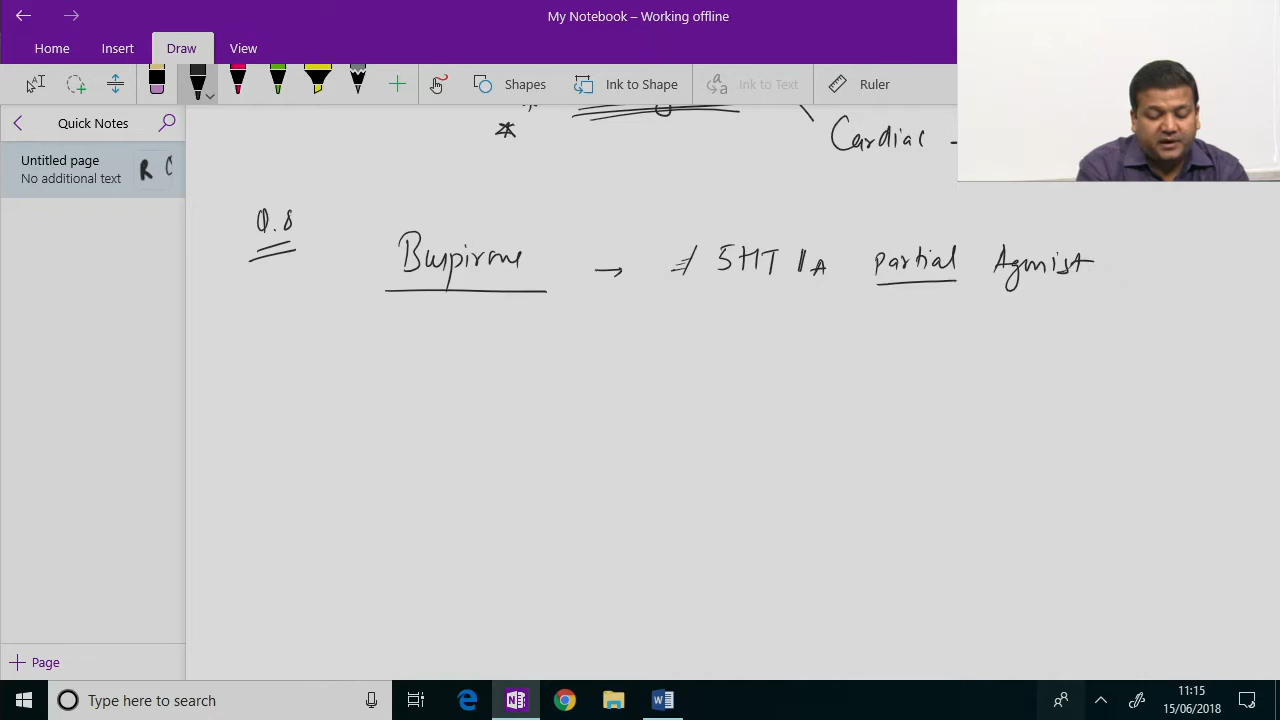 My Notebook – Working offline
Home Insert Draw View
Shapes Ink to Shape Ink to Text Ruler
Quick Notes
Untitled page
No additional text
R C
Cardiac -
Q.8
Buspirone → 5HT 1A partial Agonist
+ Page
Type here to search
11:15
15/06/2018